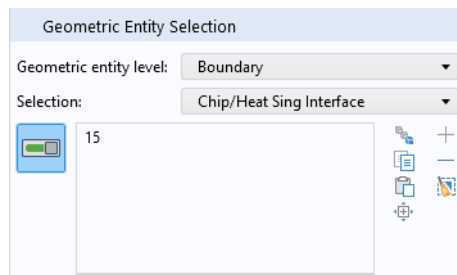 Geometric Entity Selection
Geometric entity level: Boundary
Selection: Chip/Heat Sing Interface
15